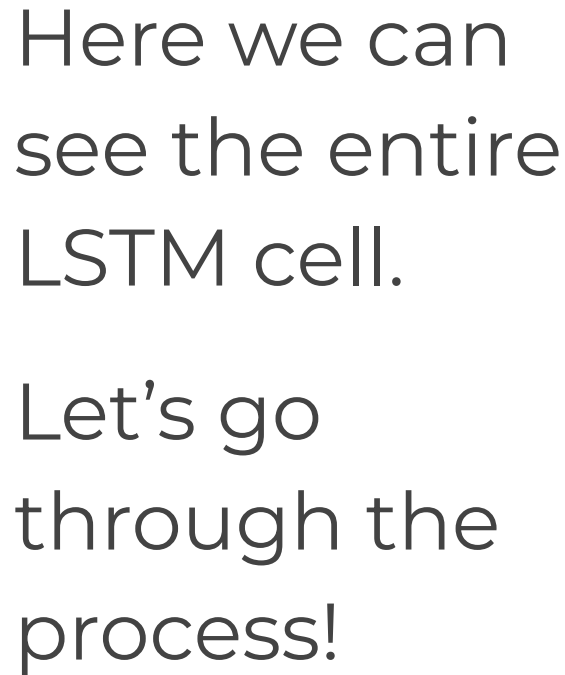 Here we can
see the entire
LSTM cell.
Let’s go
through the
process!